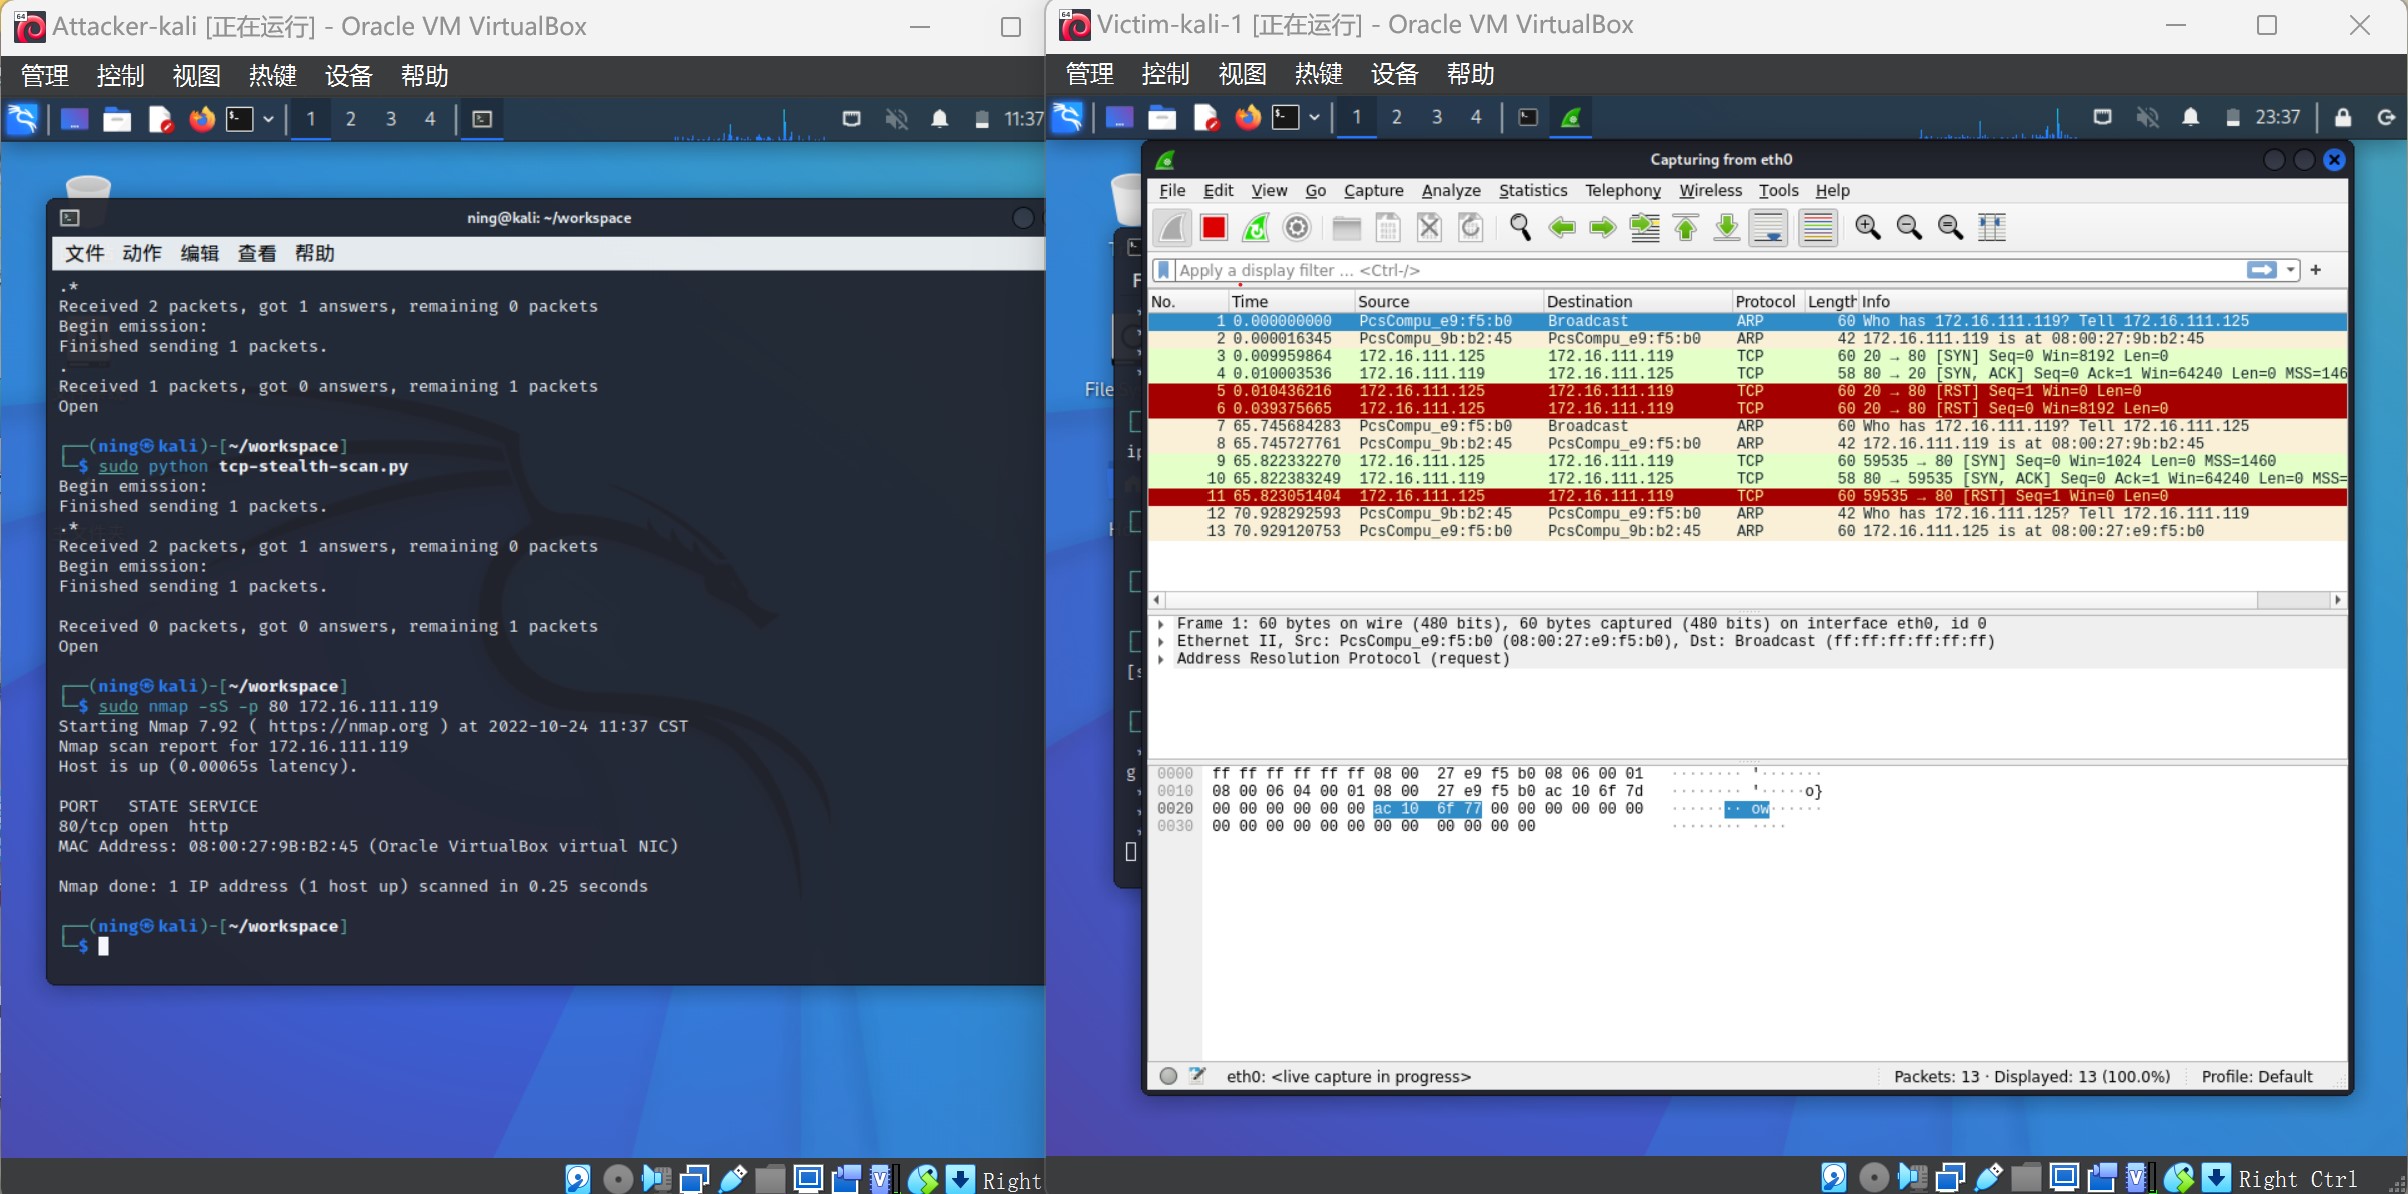 Attacker-kali [正在运行] - Oracle VM VirtualBox
管理 控制 视图 热键 设备 帮助
1 2 3 4 11:37
ning@kali: ~/workspace
文件 动作 编辑 查看 帮助
.*
Received 2 packets, got 1 answers, remaining 0 packets
Begin emission:
Finished sending 1 packets.
.
Received 1 packets, got 0 answers, remaining 1 packets
Open
┌──(ning㉿kali)-[~/workspace]
└─$ sudo python tcp-stealth-scan.py
Begin emission:
Finished sending 1 packets.
.*
Received 2 packets, got 1 answers, remaining 0 packets
Begin emission:
Finished sending 1 packets.
Received 0 packets, got 0 answers, remaining 1 packets
Open
┌──(ning㉿kali)-[~/workspace]
└─$ sudo nmap -sS -p 80 172.16.111.119
Starting Nmap 7.92 ( https://nmap.org ) at 2022-10-24 11:37 CST
Nmap scan report for 172.16.111.119
Host is up (0.00065s latency).
PORT   STATE SERVICE
80/tcp open  http
MAC Address: 08:00:27:9B:B2:45 (Oracle VirtualBox virtual NIC)
Nmap done: 1 IP address (1 host up) scanned in 0.25 seconds
┌──(ning㉿kali)-[~/workspace]
└─$
Right
Victim-kali-1 [正在运行] - Oracle VM VirtualBox
管理 控制 视图 热键 设备 帮助
1 2 3 4 23:37
Capturing from eth0
File Edit View Go Capture Analyze Statistics Telephony Wireless Tools Help
Apply a display filter ... <Ctrl-/>
No. Time Source Destination Protocol Length Info
1 0.000000000 PcsCompu_e9:f5:b0 Broadcast ARP 60 Who has 172.16.111.119? Tell 172.16.111.125
2 0.000016345 PcsCompu_9b:b2:45 PcsCompu_e9:f5:b0 ARP 42 172.16.111.119 is at 08:00:27:9b:b2:45
3 0.009959864 172.16.111.125 172.16.111.119 TCP 60 20 → 80 [SYN] Seq=0 Win=8192 Len=0
4 0.010003536 172.16.111.119 172.16.111.125 TCP 58 80 → 20 [SYN, ACK] Seq=0 Ack=1 Win=64240 Len=0 MSS=146
5 0.010436216 172.16.111.125 172.16.111.119 TCP 60 20 → 80 [RST] Seq=1 Win=0 Len=0
6 0.039375665 172.16.111.125 172.16.111.119 TCP 60 20 → 80 [RST] Seq=0 Win=8192 Len=0
7 65.745684283 PcsCompu_e9:f5:b0 Broadcast ARP 60 Who has 172.16.111.119? Tell 172.16.111.125
8 65.745727761 PcsCompu_9b:b2:45 PcsCompu_e9:f5:b0 ARP 42 172.16.111.119 is at 08:00:27:9b:b2:45
9 65.822332270 172.16.111.125 172.16.111.119 TCP 60 59535 → 80 [SYN] Seq=0 Win=1024 Len=0 MSS=1460
10 65.822383249 172.16.111.119 172.16.111.125 TCP 58 80 → 59535 [SYN, ACK] Seq=0 Ack=1 Win=64240 Len=0 MSS=
11 65.823051404 172.16.111.125 172.16.111.119 TCP 60 59535 → 80 [RST] Seq=1 Win=0 Len=0
12 70.928292593 PcsCompu_9b:b2:45 PcsCompu_e9:f5:b0 ARP 42 Who has 172.16.111.125? Tell 172.16.111.119
13 70.929120753 PcsCompu_e9:f5:b0 PcsCompu_9b:b2:45 ARP 60 172.16.111.125 is at 08:00:27:e9:f5:b0
Frame 1: 60 bytes on wire (480 bits), 60 bytes captured (480 bits) on interface eth0, id 0
Ethernet II, Src: PcsCompu_e9:f5:b0 (08:00:27:e9:f5:b0), Dst: Broadcast (ff:ff:ff:ff:ff:ff)
Address Resolution Protocol (request)
0000 ff ff ff ff ff ff 08 00 27 e9 f5 b0 08 06 00 01 ········ '·······
0010 08 00 06 04 00 01 08 00 27 e9 f5 b0 ac 10 6f 7d ········ '·····o}
0020 00 00 00 00 00 00 ac 10 6f 77 00 00 00 00 00 00 ········ ow······
0030 00 00 00 00 00 00 00 00 00 00 00 00 ········ ····
eth0: <live capture in progress>
Packets: 13 · Displayed: 13 (100.0%)
Profile: Default
Right Ctrl